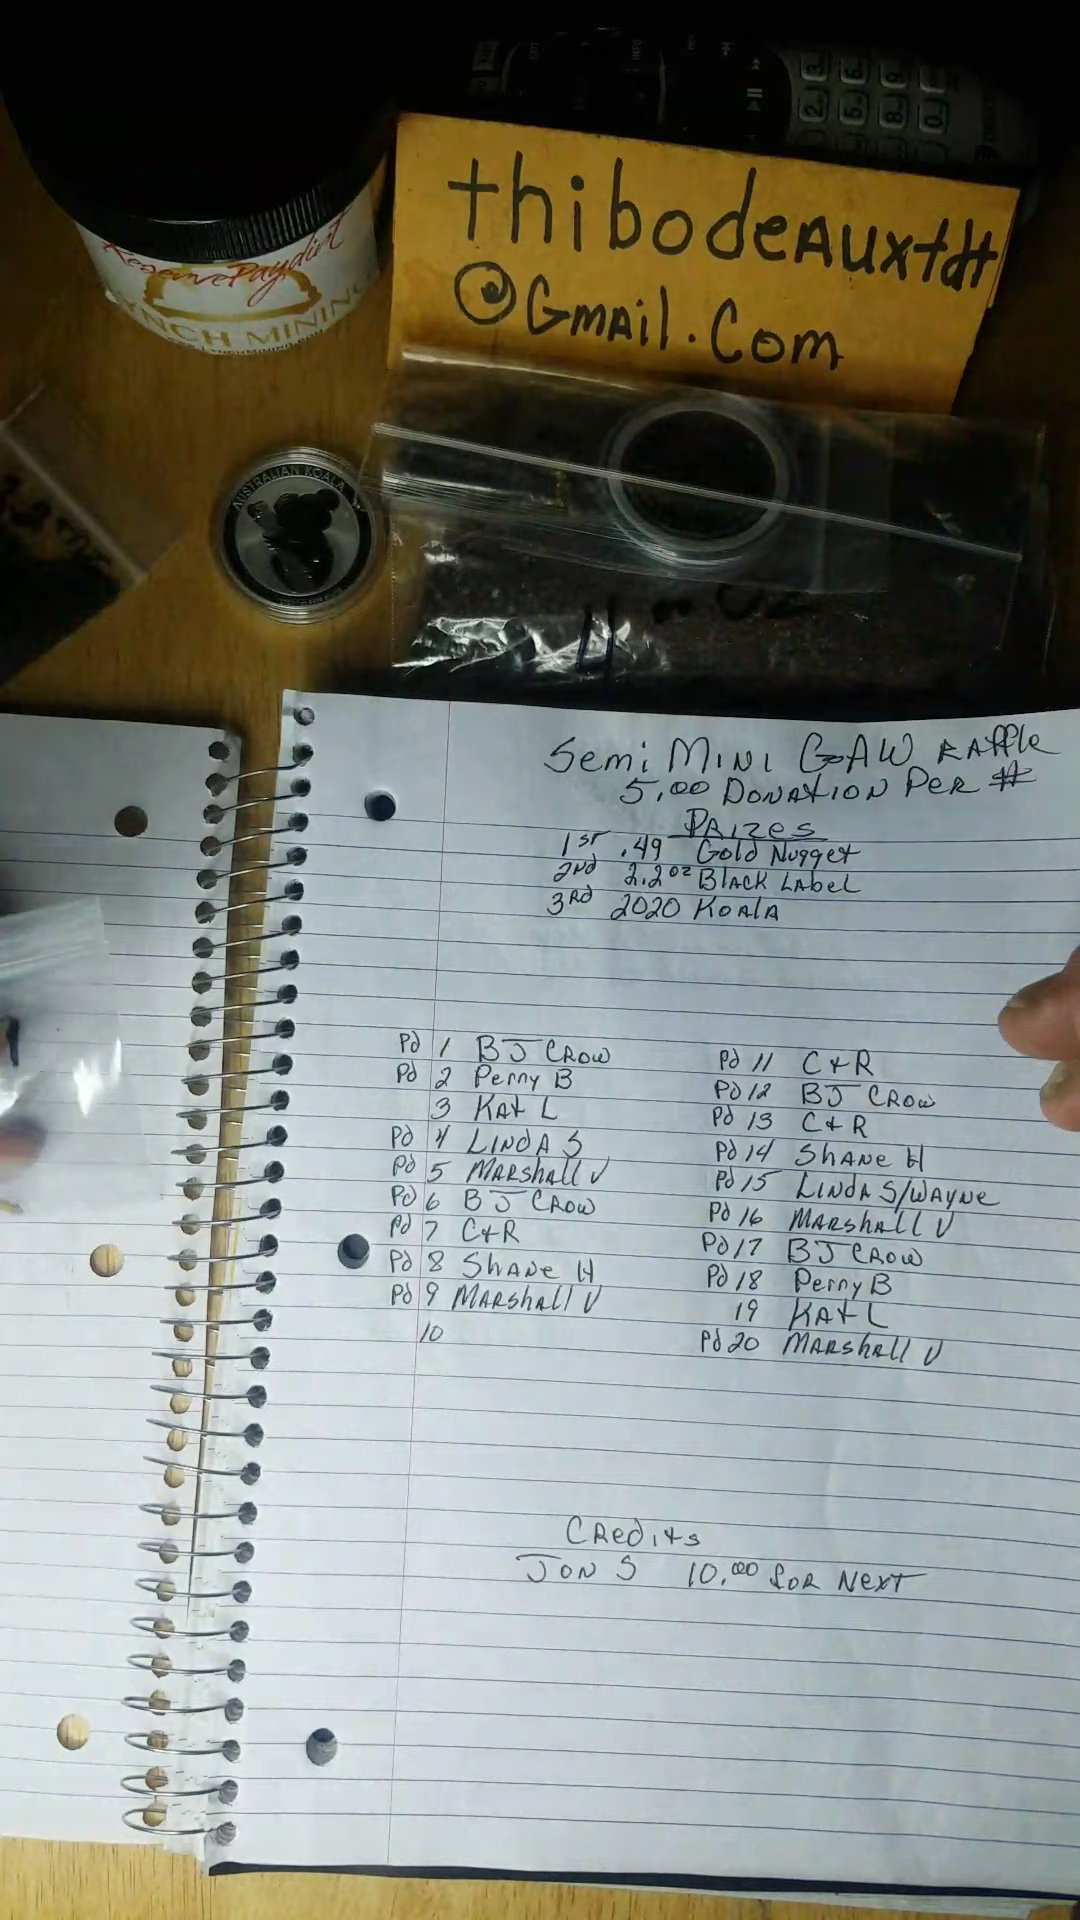 Reserve Paydirt
YNCH MINING
thibodeAuxtdt
@GmAil.Com
AUSTRALIAN KOALA
Semi Mini GAW RAffle
5.00 DONAtiON PeR #
PRizes
1st .49 Gold Nugget
2nd 2.2oz BlAck LAbel
3Rd 2020 KOAlA
Pd 1 BJ CROw
Pd 2 Perry B
3 KAt L
Pd 4 LindA S
Pd 5 MARShAll V
Pd 6 BJ CROw
Pd 7 C&R
Pd 8 ShANe H
Pd 9 MARShAll V
10
Pd 11 C&R
Pd 12 BJ CROw
Pd 13 C&R
Pd 14 ShANe H
Pd 15 LiNdA S/WAYNe
Pd 16 MARShAll V
Pd 17 BJ CROw
Pd 18 Perry B
19 KAt L
Pd 20 MARShAll V
CRedits
JON S 10.00 foR Next